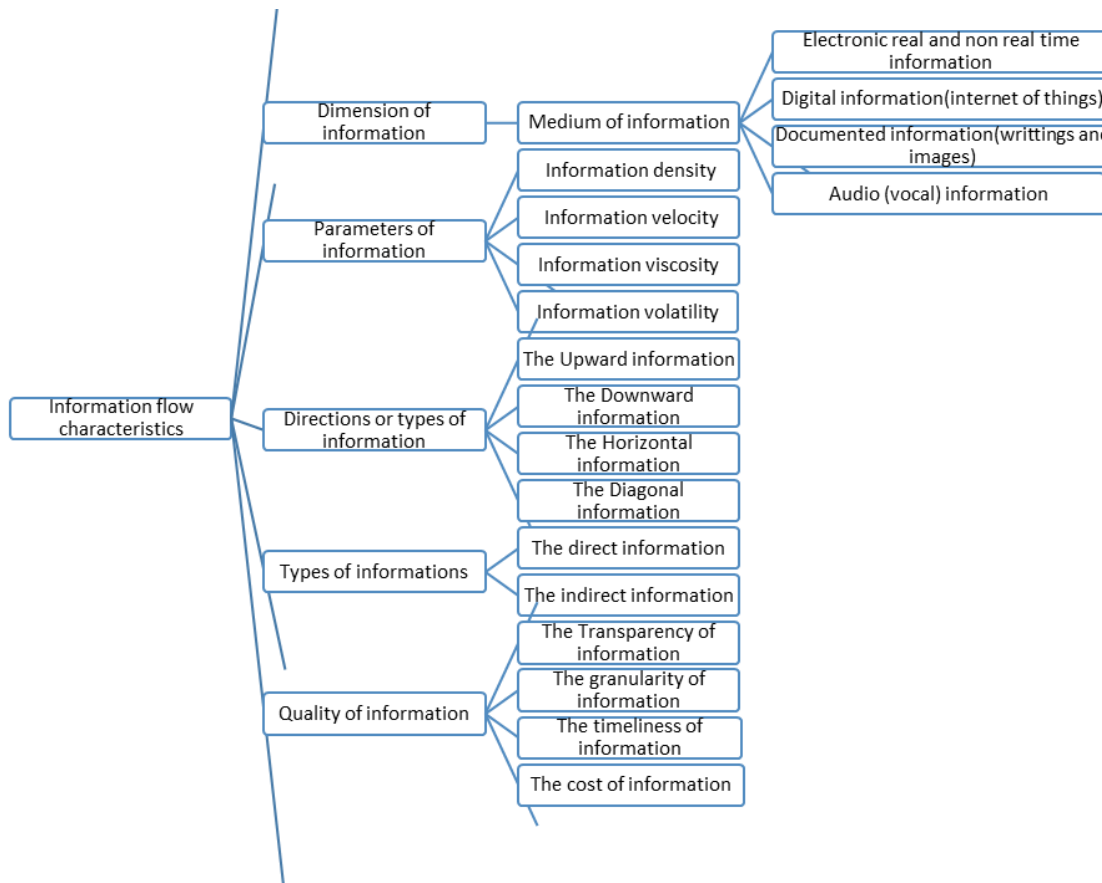 Information flow
characteristics
Dimension of
information
Medium of information
Electronic real and non real time
information
Digital information(internet of things)
Documented information(writtings and
images)
Audio (vocal) information
Parameters of
information
Information density
Information velocity
Information viscosity
Information volatility
Directions or types of
information
The Upward information
The Downward
information
The Horizontal
information
The Diagonal
information
Types of informations
The direct information
The indirect information
Quality of information
The Transparency of
information
The granularity of
information
The timeliness of
information
The cost of information